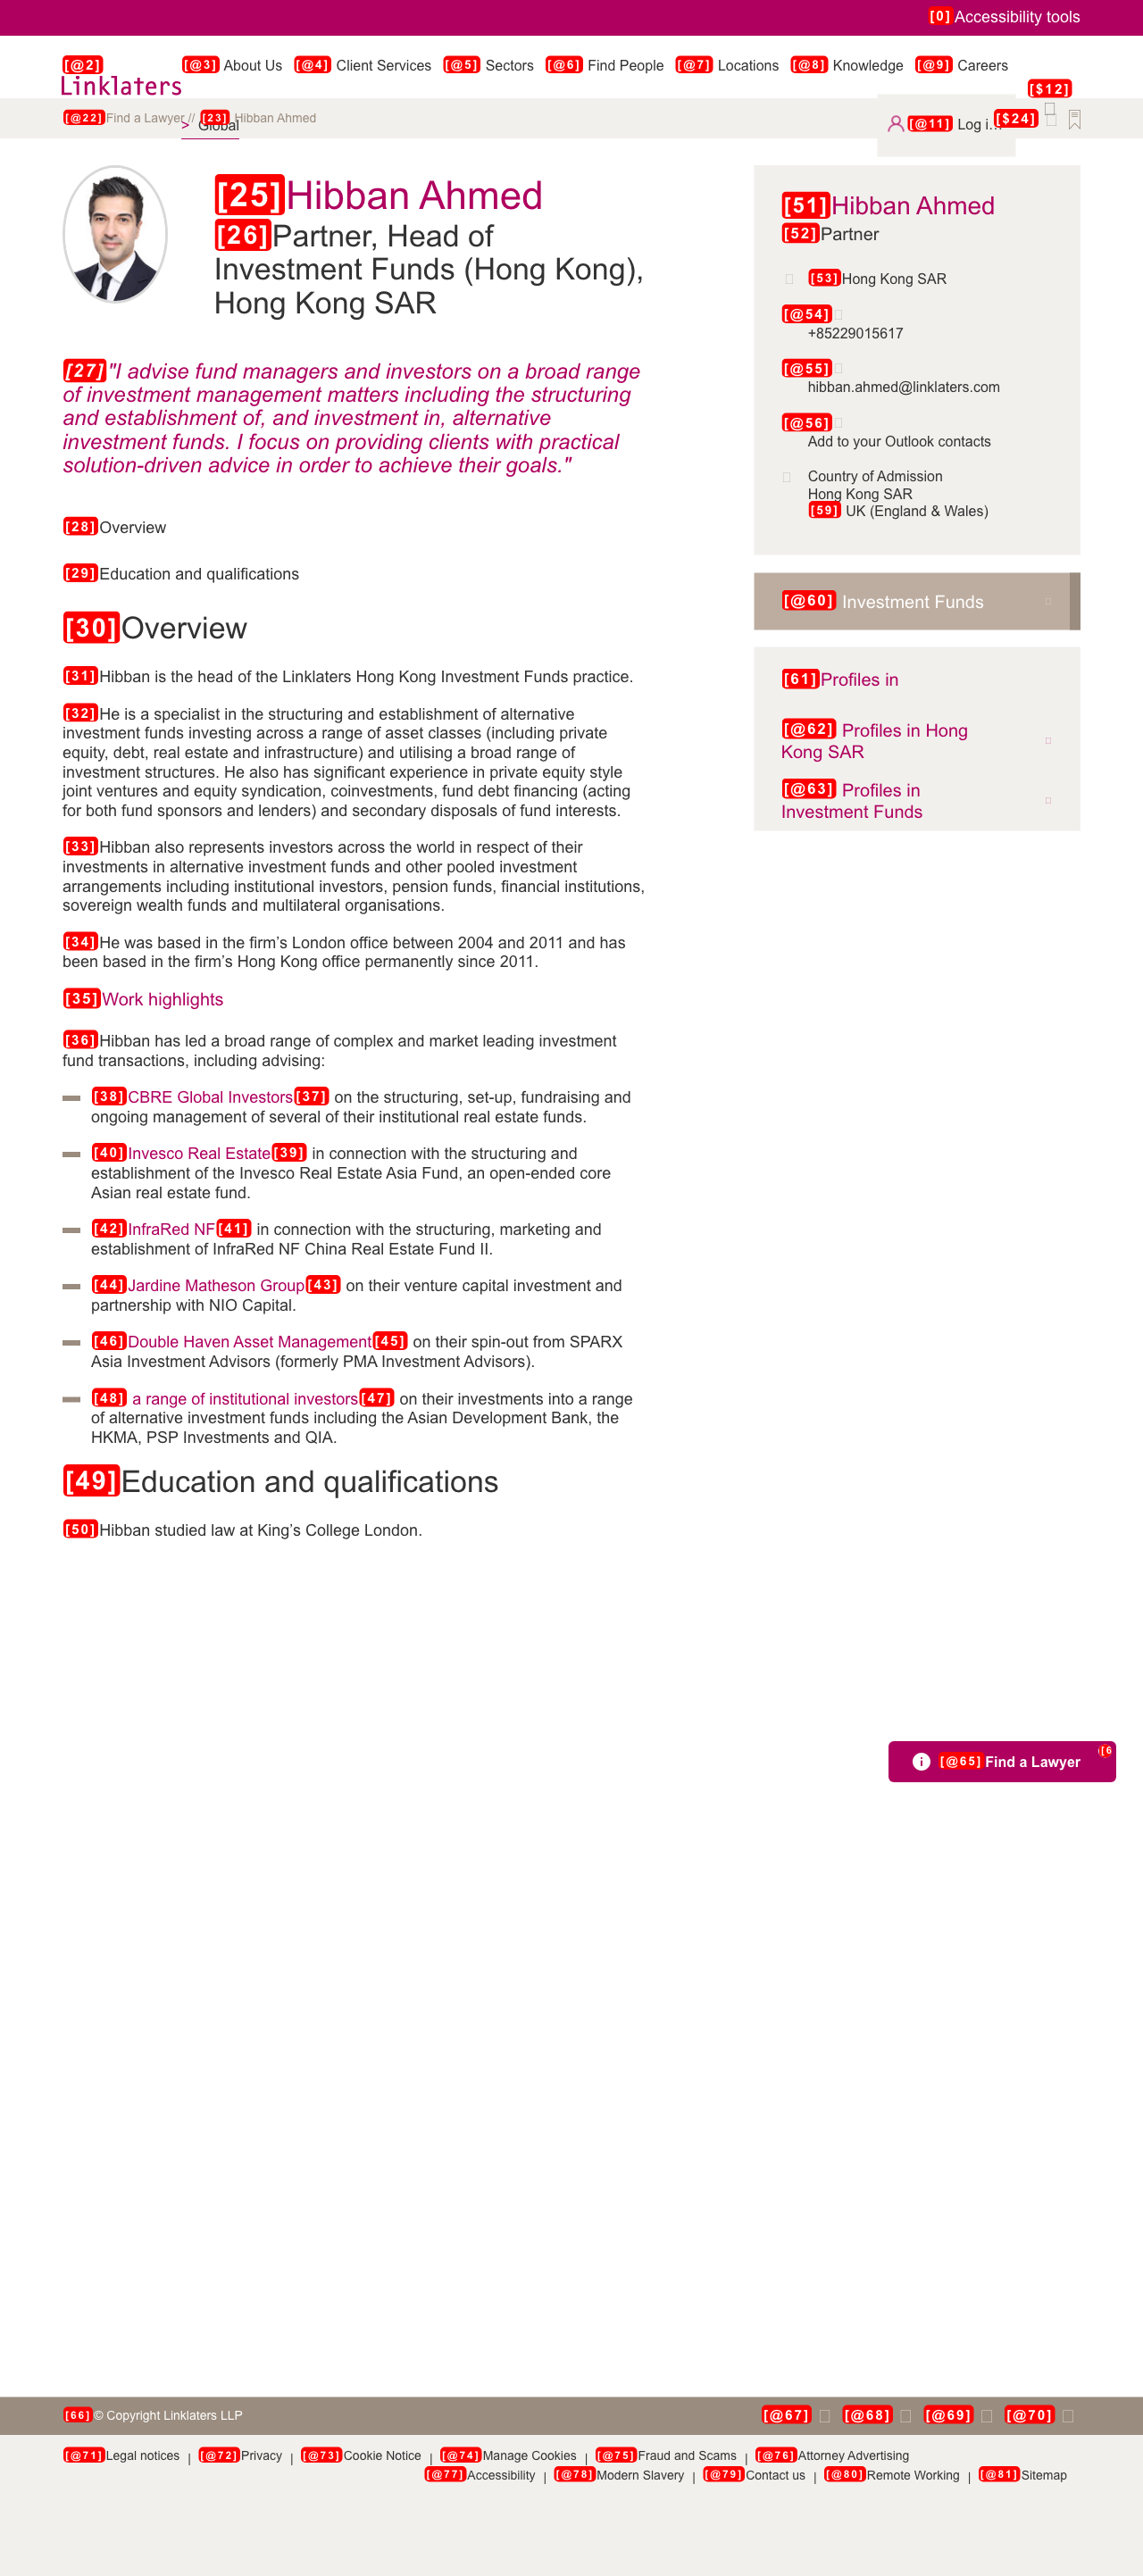 [0] Accessibility tools
[@2] [@3] About Us [@4] Client Services [@5] Sectors [@6] Find People [@7] Locations [@8] Knowledge [@9] Careers
Linklaters
[$12]
[@22]Find a Lawyer // [23] Hibban Ahmed
> Global
[@11] Log i...
[$24]
[25]Hibban Ahmed
[26]Partner, Head of
Investment Funds (Hong Kong),
Hong Kong SAR
[27]"I advise fund managers and investors on a broad range
of investment management matters including the structuring
and establishment of, and investment in, alternative
investment funds. I focus on providing clients with practical
solution-driven advice in order to achieve their goals."
[28]Overview
[29]Education and qualifications
[30]Overview
[31]Hibban is the head of the Linklaters Hong Kong Investment Funds practice.
[32]He is a specialist in the structuring and establishment of alternative
investment funds investing across a range of asset classes (including private
equity, debt, real estate and infrastructure) and utilising a broad range of
investment structures. He also has significant experience in private equity style
joint ventures and equity syndication, coinvestments, fund debt financing (acting
for both fund sponsors and lenders) and secondary disposals of fund interests.
[33]Hibban also represents investors across the world in respect of their
investments in alternative investment funds and other pooled investment
arrangements including institutional investors, pension funds, financial institutions,
sovereign wealth funds and multilateral organisations.
[34]He was based in the firm’s London office between 2004 and 2011 and has
been based in the firm’s Hong Kong office permanently since 2011.
[35]Work highlights
[36]Hibban has led a broad range of complex and market leading investment
fund transactions, including advising:
[38]CBRE Global Investors[37] on the structuring, set-up, fundraising and
ongoing management of several of their institutional real estate funds.
[40]Invesco Real Estate[39] in connection with the structuring and
establishment of the Invesco Real Estate Asia Fund, an open-ended core
Asian real estate fund.
[42]InfraRed NF[41] in connection with the structuring, marketing and
establishment of InfraRed NF China Real Estate Fund II.
[44]Jardine Matheson Group[43] on their venture capital investment and
partnership with NIO Capital.
[46]Double Haven Asset Management[45] on their spin-out from SPARX
Asia Investment Advisors (formerly PMA Investment Advisors).
[48] a range of institutional investors[47] on their investments into a range
of alternative investment funds including the Asian Development Bank, the
HKMA, PSP Investments and QIA.
[49]Education and qualifications
[50]Hibban studied law at King’s College London.
[51]Hibban Ahmed
[52]Partner
[53]Hong Kong SAR
[@54]
+85229015617
[@55]
hibban.ahmed@linklaters.com
[@56]
Add to your Outlook contacts
Country of Admission
Hong Kong SAR
[59] UK (England & Wales)
[@60] Investment Funds
[61]Profiles in
[@62] Profiles in Hong
Kong SAR
[@63] Profiles in
Investment Funds
[@65]Find a Lawyer [6
[66]© Copyright Linklaters LLP [@67] [@68] [@69] [@70]
[@71]Legal notices | [@72]Privacy | [@73]Cookie Notice | [@74]Manage Cookies | [@75]Fraud and Scams | [@76]Attorney Advertising
[@77]Accessibility | [@78]Modern Slavery | [@79]Contact us | [@80]Remote Working | [@81]Sitemap